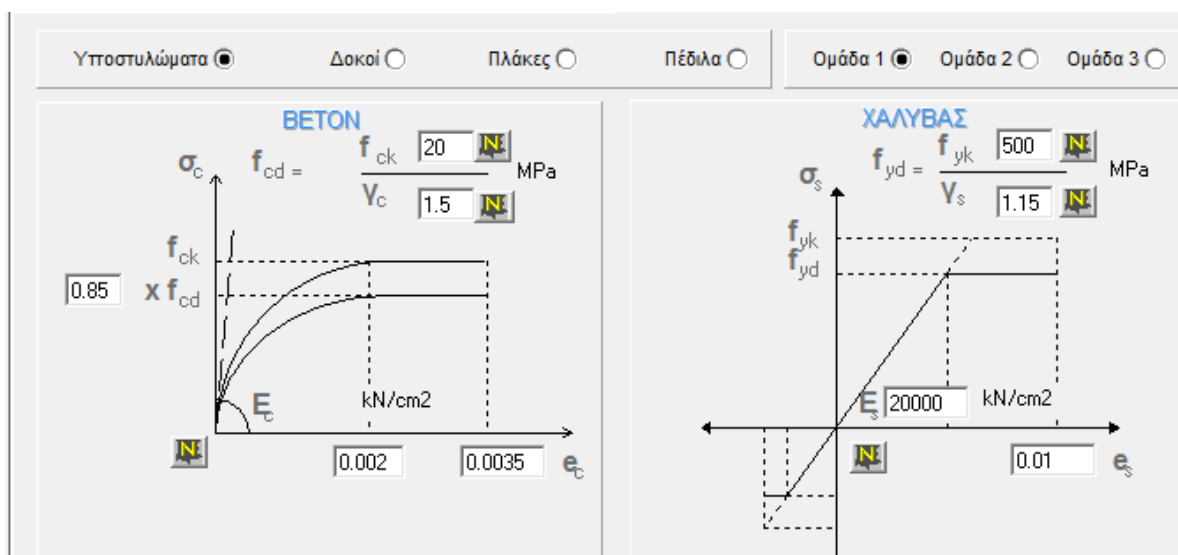 Υποστυλώματα Δοκοί Πλάκες Πέδιλα
Ομάδα 1 Ομάδα 2 Ομάδα 3
ΒΕΤΟΝ
σc fcd = fck 20 N
γc 1.5 N
MPa
fck
0.85 x fcd
Ec kN/cm2
N 0.002 0.0035 ec
ΧΑΛΥΒΑΣ
σs fyd = fyk 500 N
γs 1.15 N
MPa
fyk
fyd
Es 20000 kN/cm2
N 0.01 es